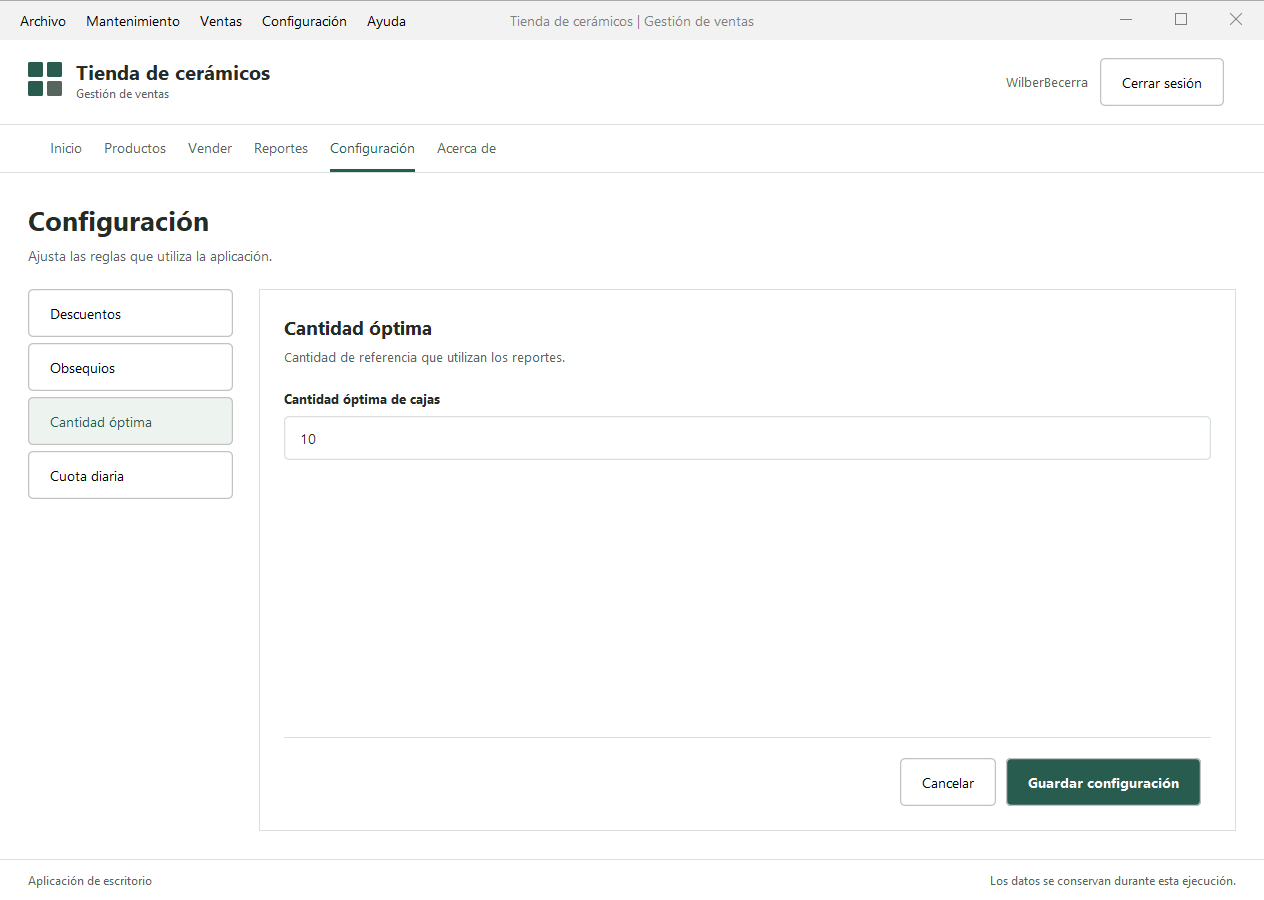 Archivo Mantenimiento Ventas Configuración Ayuda Tienda de cerámicos | Gestión de ventas
Tienda de cerámicos
Gestión de ventas
WilberBecerra
Cerrar sesión
Inicio Productos Vender Reportes Configuración Acerca de
Configuración
Ajusta las reglas que utiliza la aplicación.
Descuentos
Obsequios
Cantidad óptima
Cuota diaria
Cantidad óptima
Cantidad de referencia que utilizan los reportes.
Cantidad óptima de cajas
10
Cancelar Guardar configuración
Aplicación de escritorio Los datos se conservan durante esta ejecución.